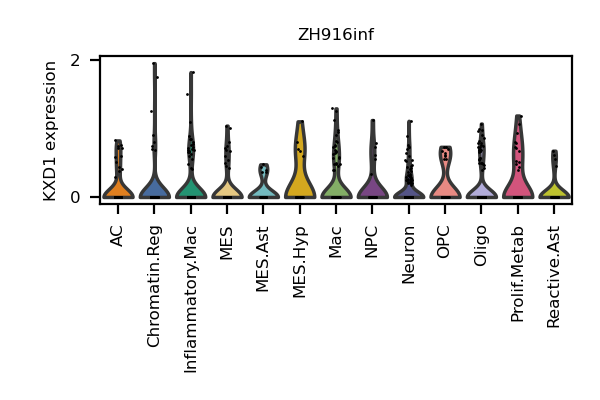 ZH916inf
KXD1 expression
2
0
AC
Chromatin.Reg
Inflammatory.Mac
MES
MES.Ast
MES.Hyp
Mac
NPC
Neuron
OPC
Oligo
Prolif.Metab
Reactive.Ast